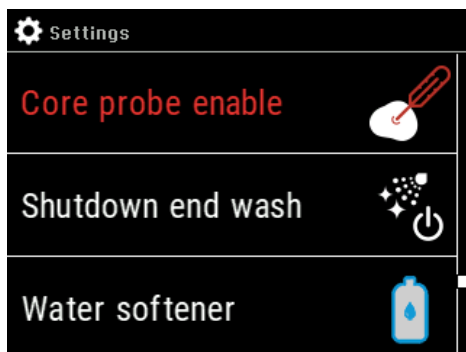 Settings
Core probe enable
Shutdown end wash
Water softener